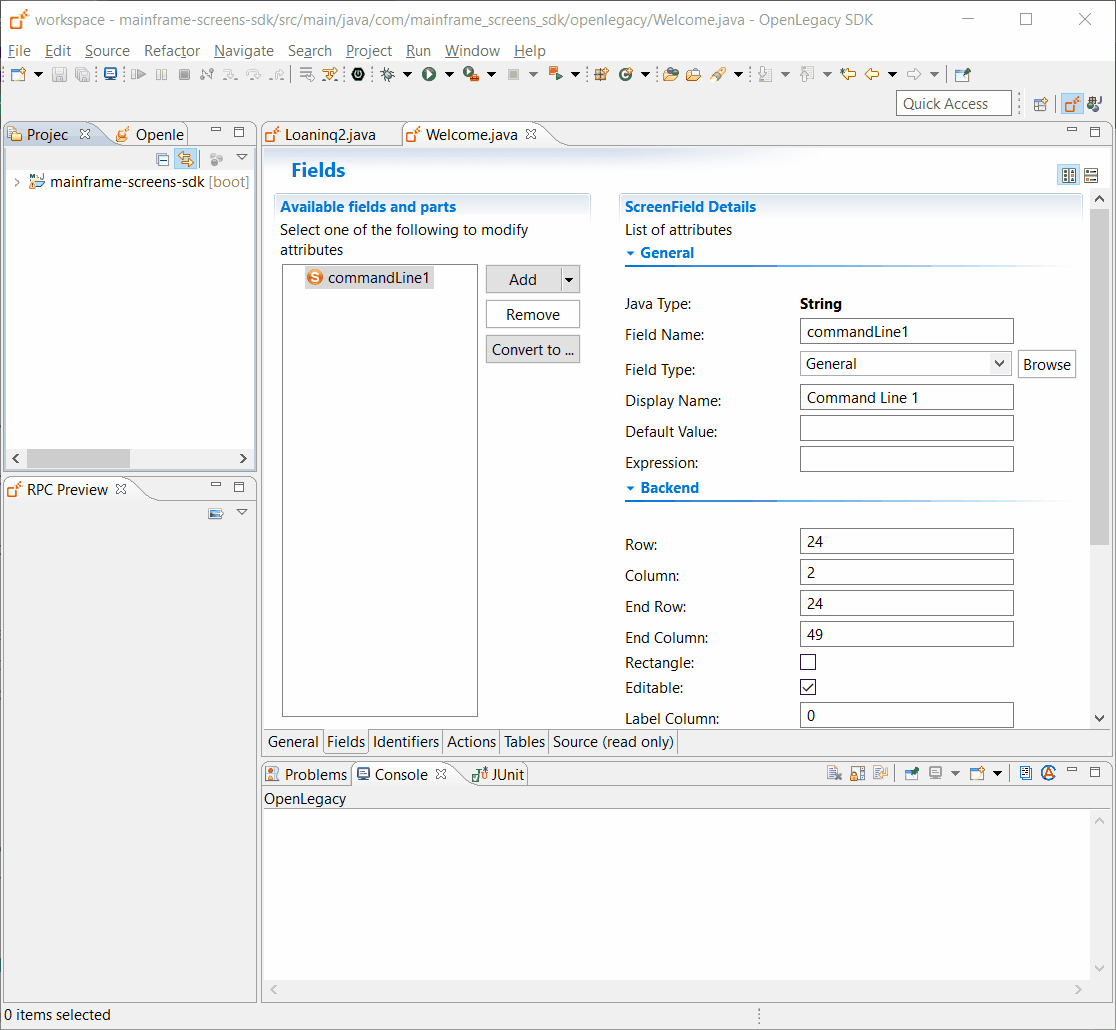 workspace - mainframe-screens-sdk/src/main/java/com/mainframe_screens_sdk/openlegacy/Welcome.java - OpenLegacy SDK
File Edit Source Refactor Navigate Search Project Run Window Help
Quick Access
Projec
Openle
mainframe-screens-sdk [boot]
RPC Preview
Loaninq2.java
Welcome.java
Fields
Available fields and parts
Select one of the following to modify
attributes
S commandLine1
Add
Remove
Convert to ...
ScreenField Details
List of attributes
General
Java Type: String
Field Name: commandLine1
Field Type: General Browse
Display Name: Command Line 1
Default Value:
Expression:
Backend
Row: 24
Column: 2
End Row: 24
End Column: 49
Rectangle:
Editable:
Label Column: 0
General Fields Identifiers Actions Tables Source (read only)
Problems Console JUnit
OpenLegacy
0 items selected